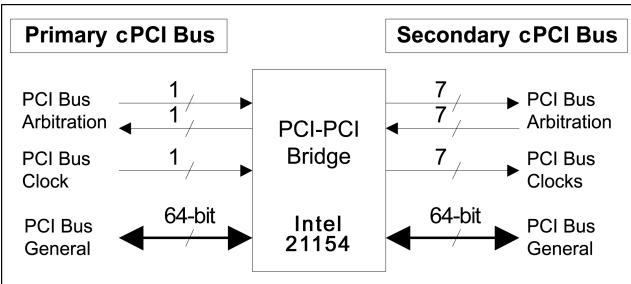 Primary cPCI Bus
Secondary cPCI Bus
PCI Bus
Arbitration
1
1
PCI-PCI
Bridge
7
7
PCI Bus
Arbitration
PCI Bus
Clock
1
7
PCI Bus
Clocks
PCI Bus
General
64-bit
Intel
21154
64-bit
PCI Bus
General